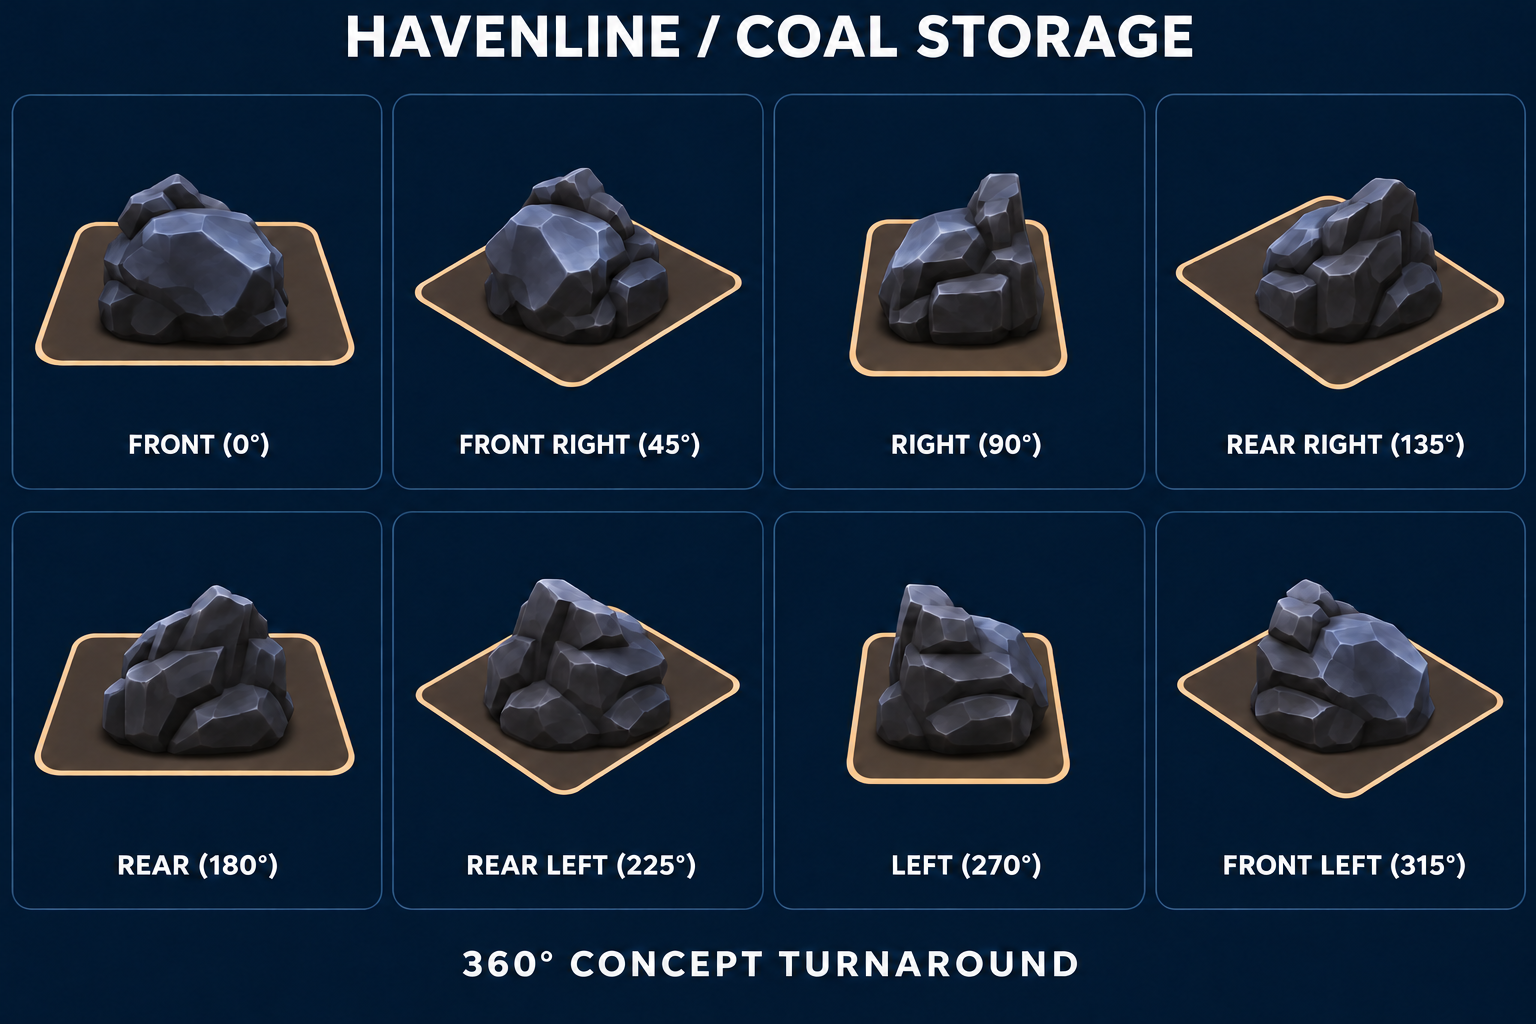 HAVENLINE / COAL STORAGE
FRONT (0°)
FRONT RIGHT (45°)
RIGHT (90°)
REAR RIGHT (135°)
REAR (180°)
REAR LEFT (225°)
LEFT (270°)
FRONT LEFT (315°)
360° CONCEPT TURNAROUND